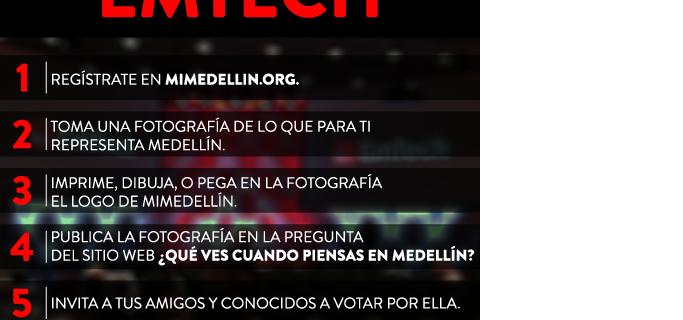 EMTECH
1 REGÍSTRATE EN MIMEDELLIN.ORG.
2 TOMA UNA FOTOGRAFÍA DE LO QUE PARA TI
REPRESENTA MEDELLÍN.
3 IMPRIME, DIBUJA, O PEGA EN LA FOTOGRAFÍA
EL LOGO DE MIMEDELLÍN.
4 PUBLICA LA FOTOGRAFÍA EN LA PREGUNTA
DEL SITIO WEB ¿QUÉ VES CUANDO PIENSAS EN MEDELLÍN?
5 INVITA A TUS AMIGOS Y CONOCIDOS A VOTAR POR ELLA.
EmTech